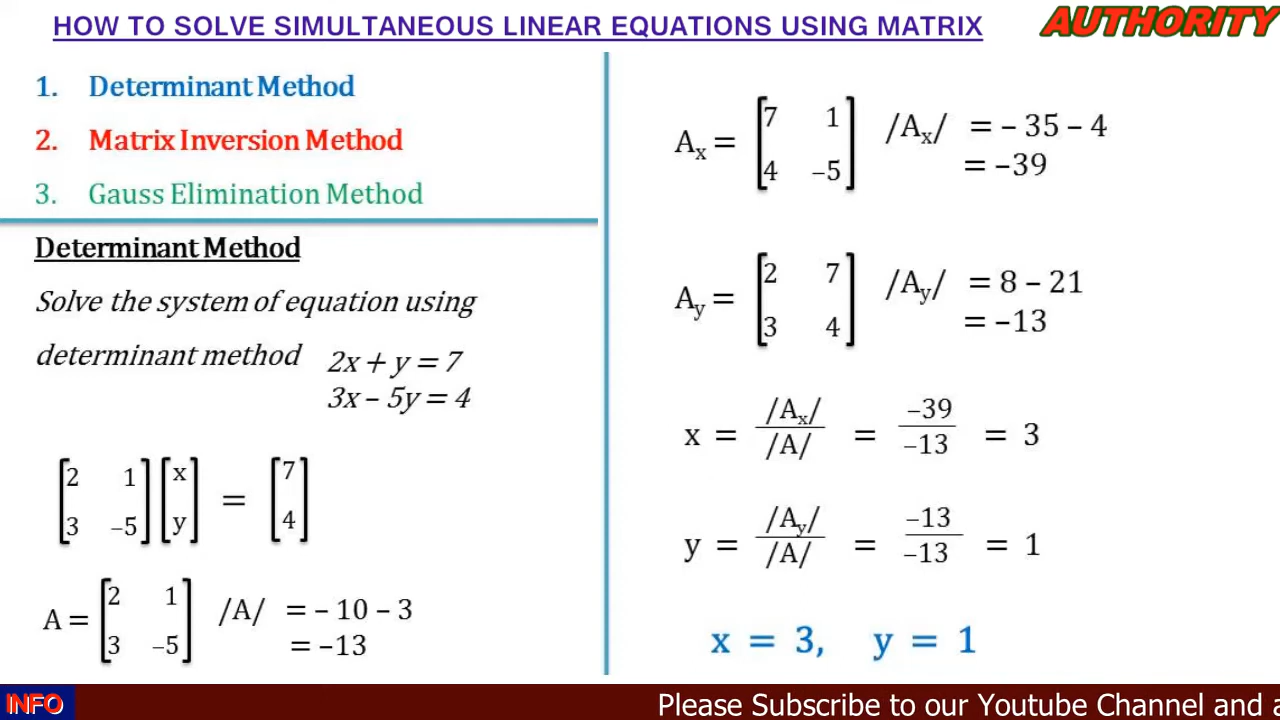 HOW TO SOLVE SIMULTANEOUS LINEAR EQUATIONS USING MATRIX
AUTHORITY
1. Determinant Method
2. Matrix Inversion Method
3. Gauss Elimination Method
Determinant Method
Solve the system of equation using
determinant method
2x + y = 7
3x – 5y = 4
[2 1] [x] = [7]
[3 –5] [y] [4]
A = [2 1] /A/ = – 10 – 3
[3 –5] = –13
Aₓ = [7 1] /Aₓ/ = – 35 – 4
[4 –5] = –39
Aᵧ = [2 7] /Aᵧ/ = 8 – 21
[3 4] = –13
x = /Aₓ/ / /A/ = –39 / –13 = 3
y = /Aᵧ/ / /A/ = –13 / –13 = 1
x = 3, y = 1
INFO
Please Subscribe to our Youtube Channel and a